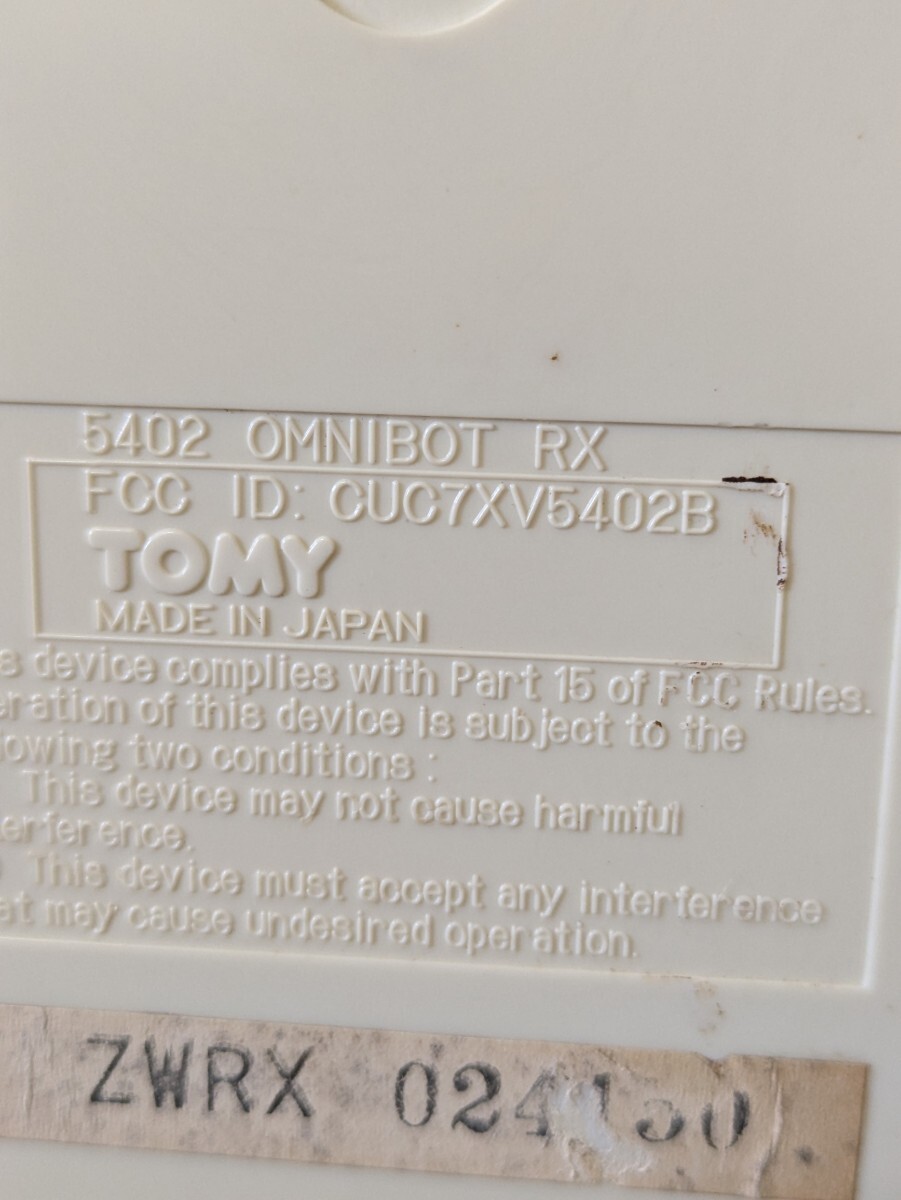 5402 OMNIBOT RX
FCC ID: CUC7XV5402B
TOMY
MADE IN JAPAN
s device complies with Part 15 of FCC Rules.
eration of this device is subject to the
lowing two conditions :
This device may not cause harmful
erference.
This device must accept any interference
at may cause undesired operation.
ZWRX